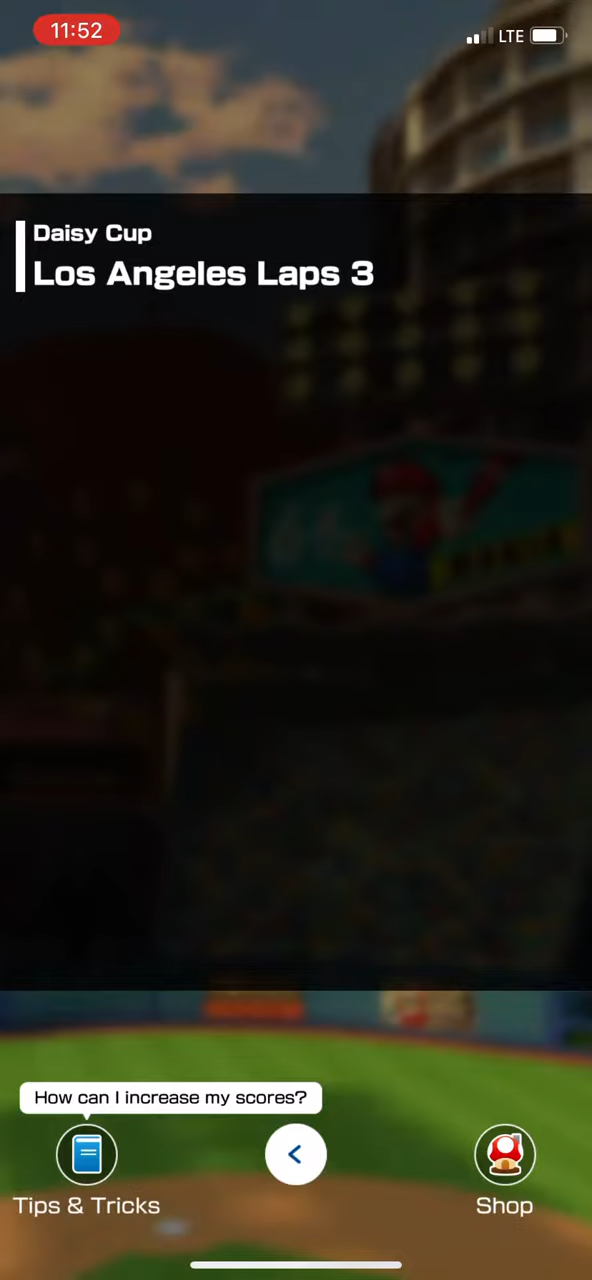 11:52
LTE
Daisy Cup
Los Angeles Laps 3
How can I increase my scores?
Tips & Tricks
Shop